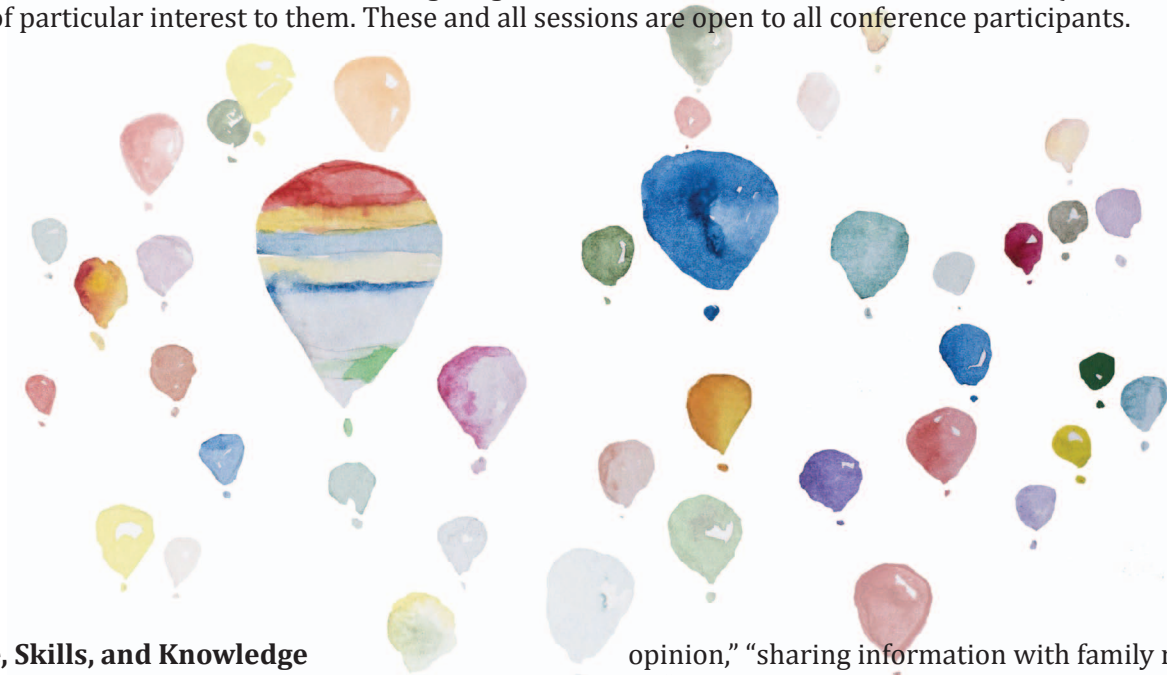 of particular interest to them. These and all sessions are open to all conference participants.
, Skills, and Knowledge
opinion,” “sharing information with family